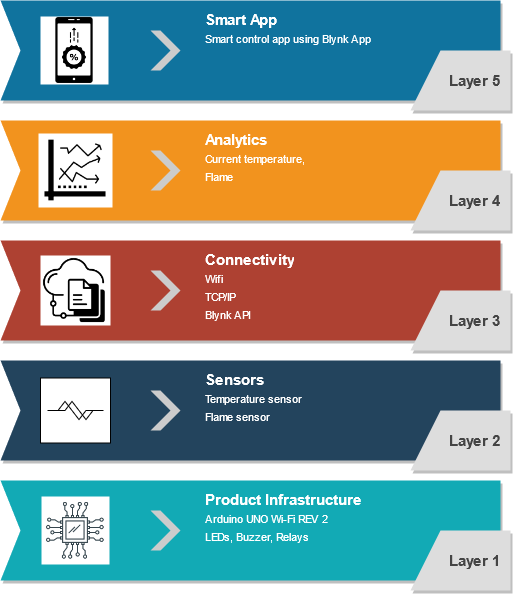 Smart App
Smart control app using Blynk App
%
Layer 5
Analytics
Current temperature,
Flame
Layer 4
Connectivity
Wifi
TCP/IP
Blynk API
Layer 3
Sensors
Temperature sensor
Flame sensor
Layer 2
Product Infrastructure
Arduino UNO Wi-Fi REV 2
LEDs, Buzzer, Relays
Layer 1